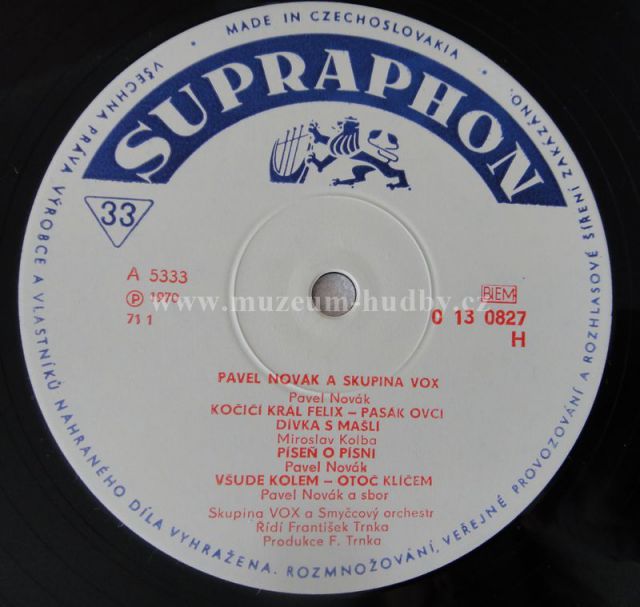 • MADE IN CZECHOSLOVAKIA •
SUPRAPHON
33
A 5333
Ⓟ 1970
71 1
BIEM
C 13 0827
H
www.muzeum-hudby.cz
PAVEL NOVÁK A SKUPINA VOX
Pavel Novák
KOČIČÍ KRÁL FELIX – PASÁK OVCÍ
DÍVKA S MAŠLÍ
Miroslav Kolba
PÍSEŇ O PÍSNI
Pavel Novák
VŠUDE KOLEM – OTOČ KLÍČEM
Pavel Novák a sbor
Skupina VOX a Smyčcový orchestr
Řídí František Trnka
Produkce F. Trnka
VŠECHNA PRÁVA VÝROBCE A VLASTNÍKŮ NAHRANÉHO DÍLA VYHRAŽENA. ROZMNOŽOVÁNÍ, VEŘEJNÉ PROVOZOVÁNÍ A ROZHLASOVÉ ŠÍŘENÍ ZAKÁZÁNO.